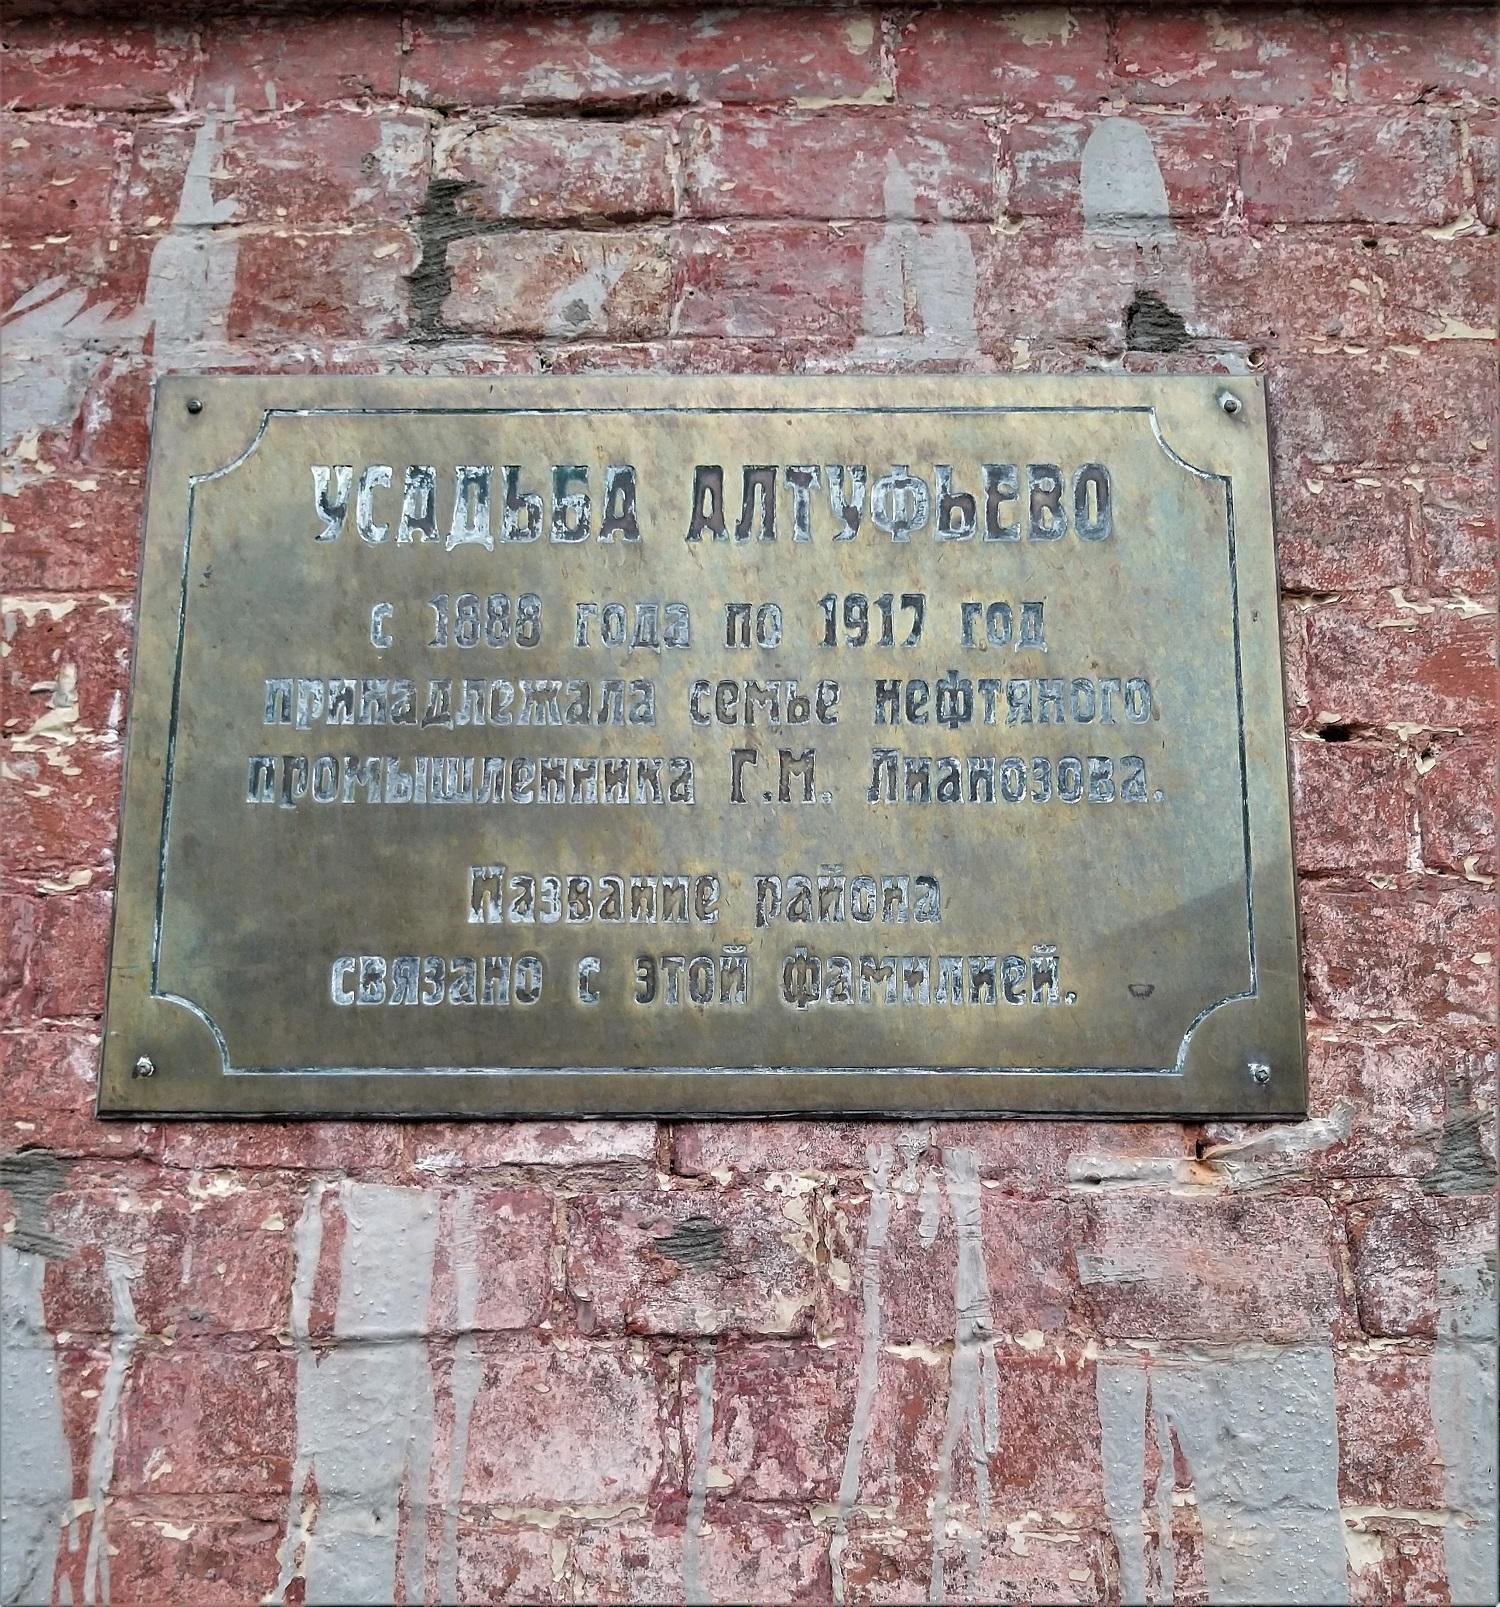 УСАДЬБА АЛТУФЬЕВО
с 1888 года по 1917 год
принадлежала семье нефтяного
промышленника Г.М. Лианозова.
Название района
связано с этой фамилией.